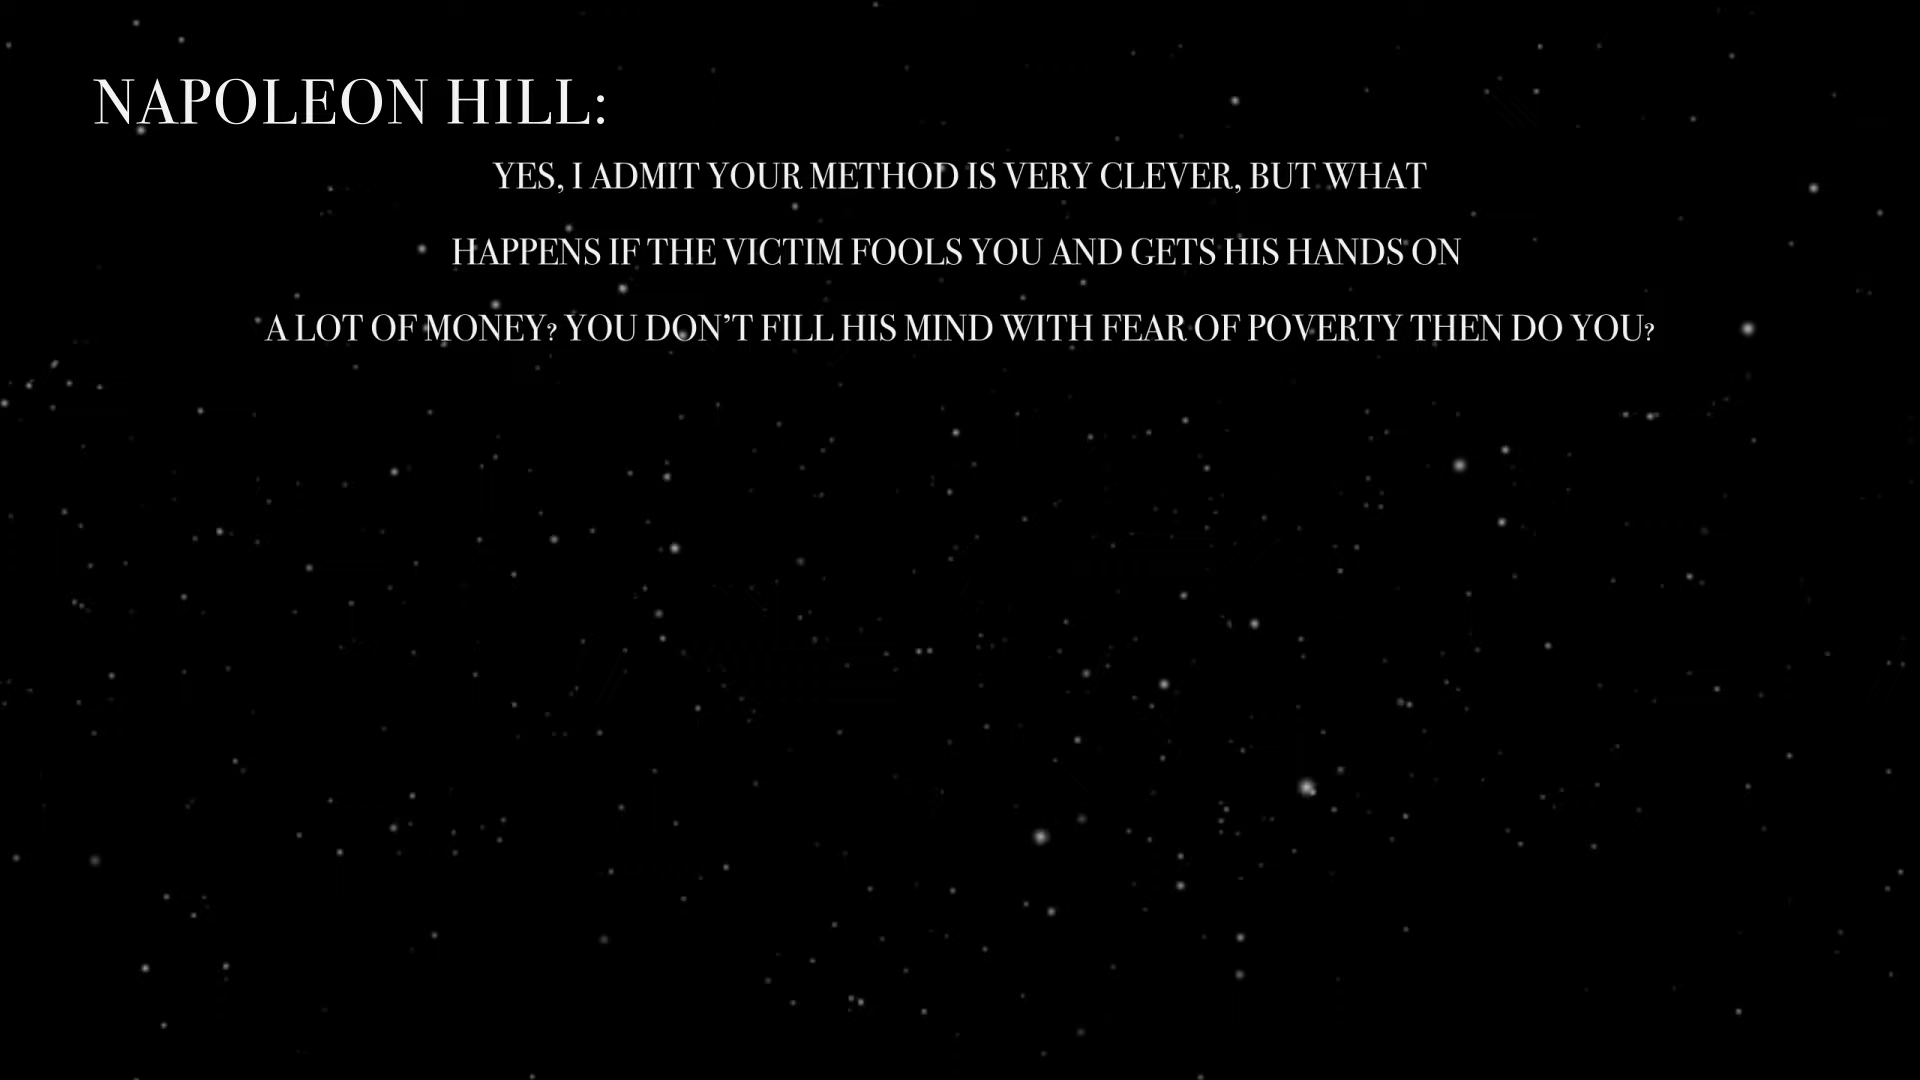 NAPOLEON HILL:
YES, I ADMIT YOUR METHOD IS VERY CLEVER, BUT WHAT
HAPPENS IF THE VICTIM FOOLS YOU AND GETS HIS HANDS ON
A LOT OF MONEY? YOU DON’T FILL HIS MIND WITH FEAR OF POVERTY THEN DO YOU?